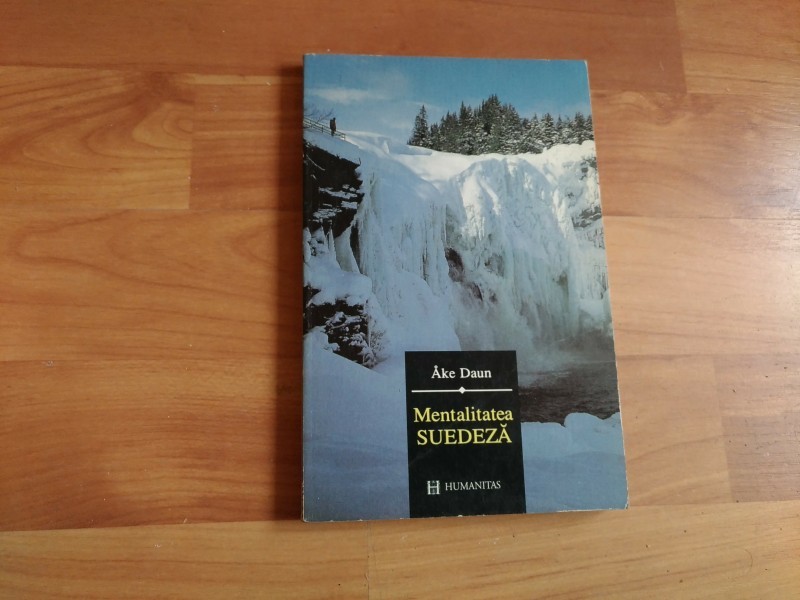 Åke Daun
Mentalitatea
SUEDEZĂ
HUMANITAS